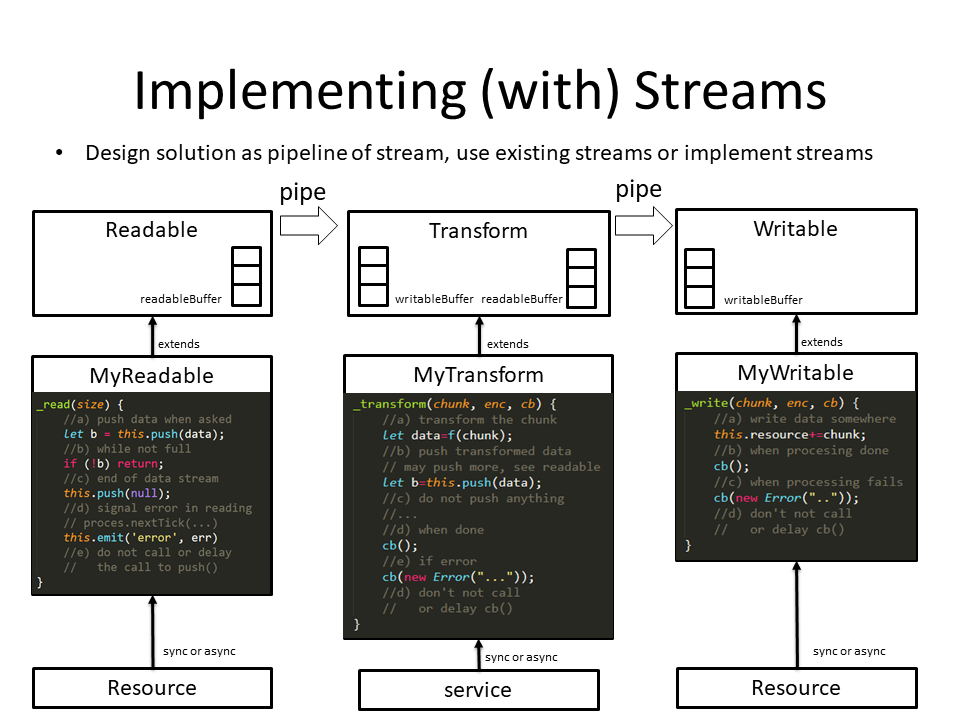 Implementing (with) Streams
• Design solution as pipeline of stream, use existing streams or implement streams
pipe
pipe
Readable
readableBuffer
Transform
writableBuffer readableBuffer
Writable
writableBuffer
extends
extends
extends
MyReadable
_read(size) {
//a) push data when asked
let b = this.push(data);
//b) while not full
if (!b) return;
//c) end of data stream
this.push(null);
//d) signal error in reading
// proces.nextTick(...)
this.emit('error', err)
//e) do not call or delay
// the call to push()
}
MyTransform
_transform(chunk, enc, cb) {
//a) transform the chunk
let data=f(chunk);
//b) push transformed data
// may push more, see readable
let b=this.push(data);
//c) do not push anything
//...
//d) when done
cb();
//e) if error
cb(new Error("..."));
//d) don't not call
// or delay cb()
}
MyWritable
_write(chunk, enc, cb) {
//a) write data somewhere
this.resource+=chunk;
//b) when procesing done
cb();
//c) when processing fails
cb(new Error(".."));
//d) don't not call
// or delay cb()
}
sync or async
sync or async
sync or async
Resource
service
Resource